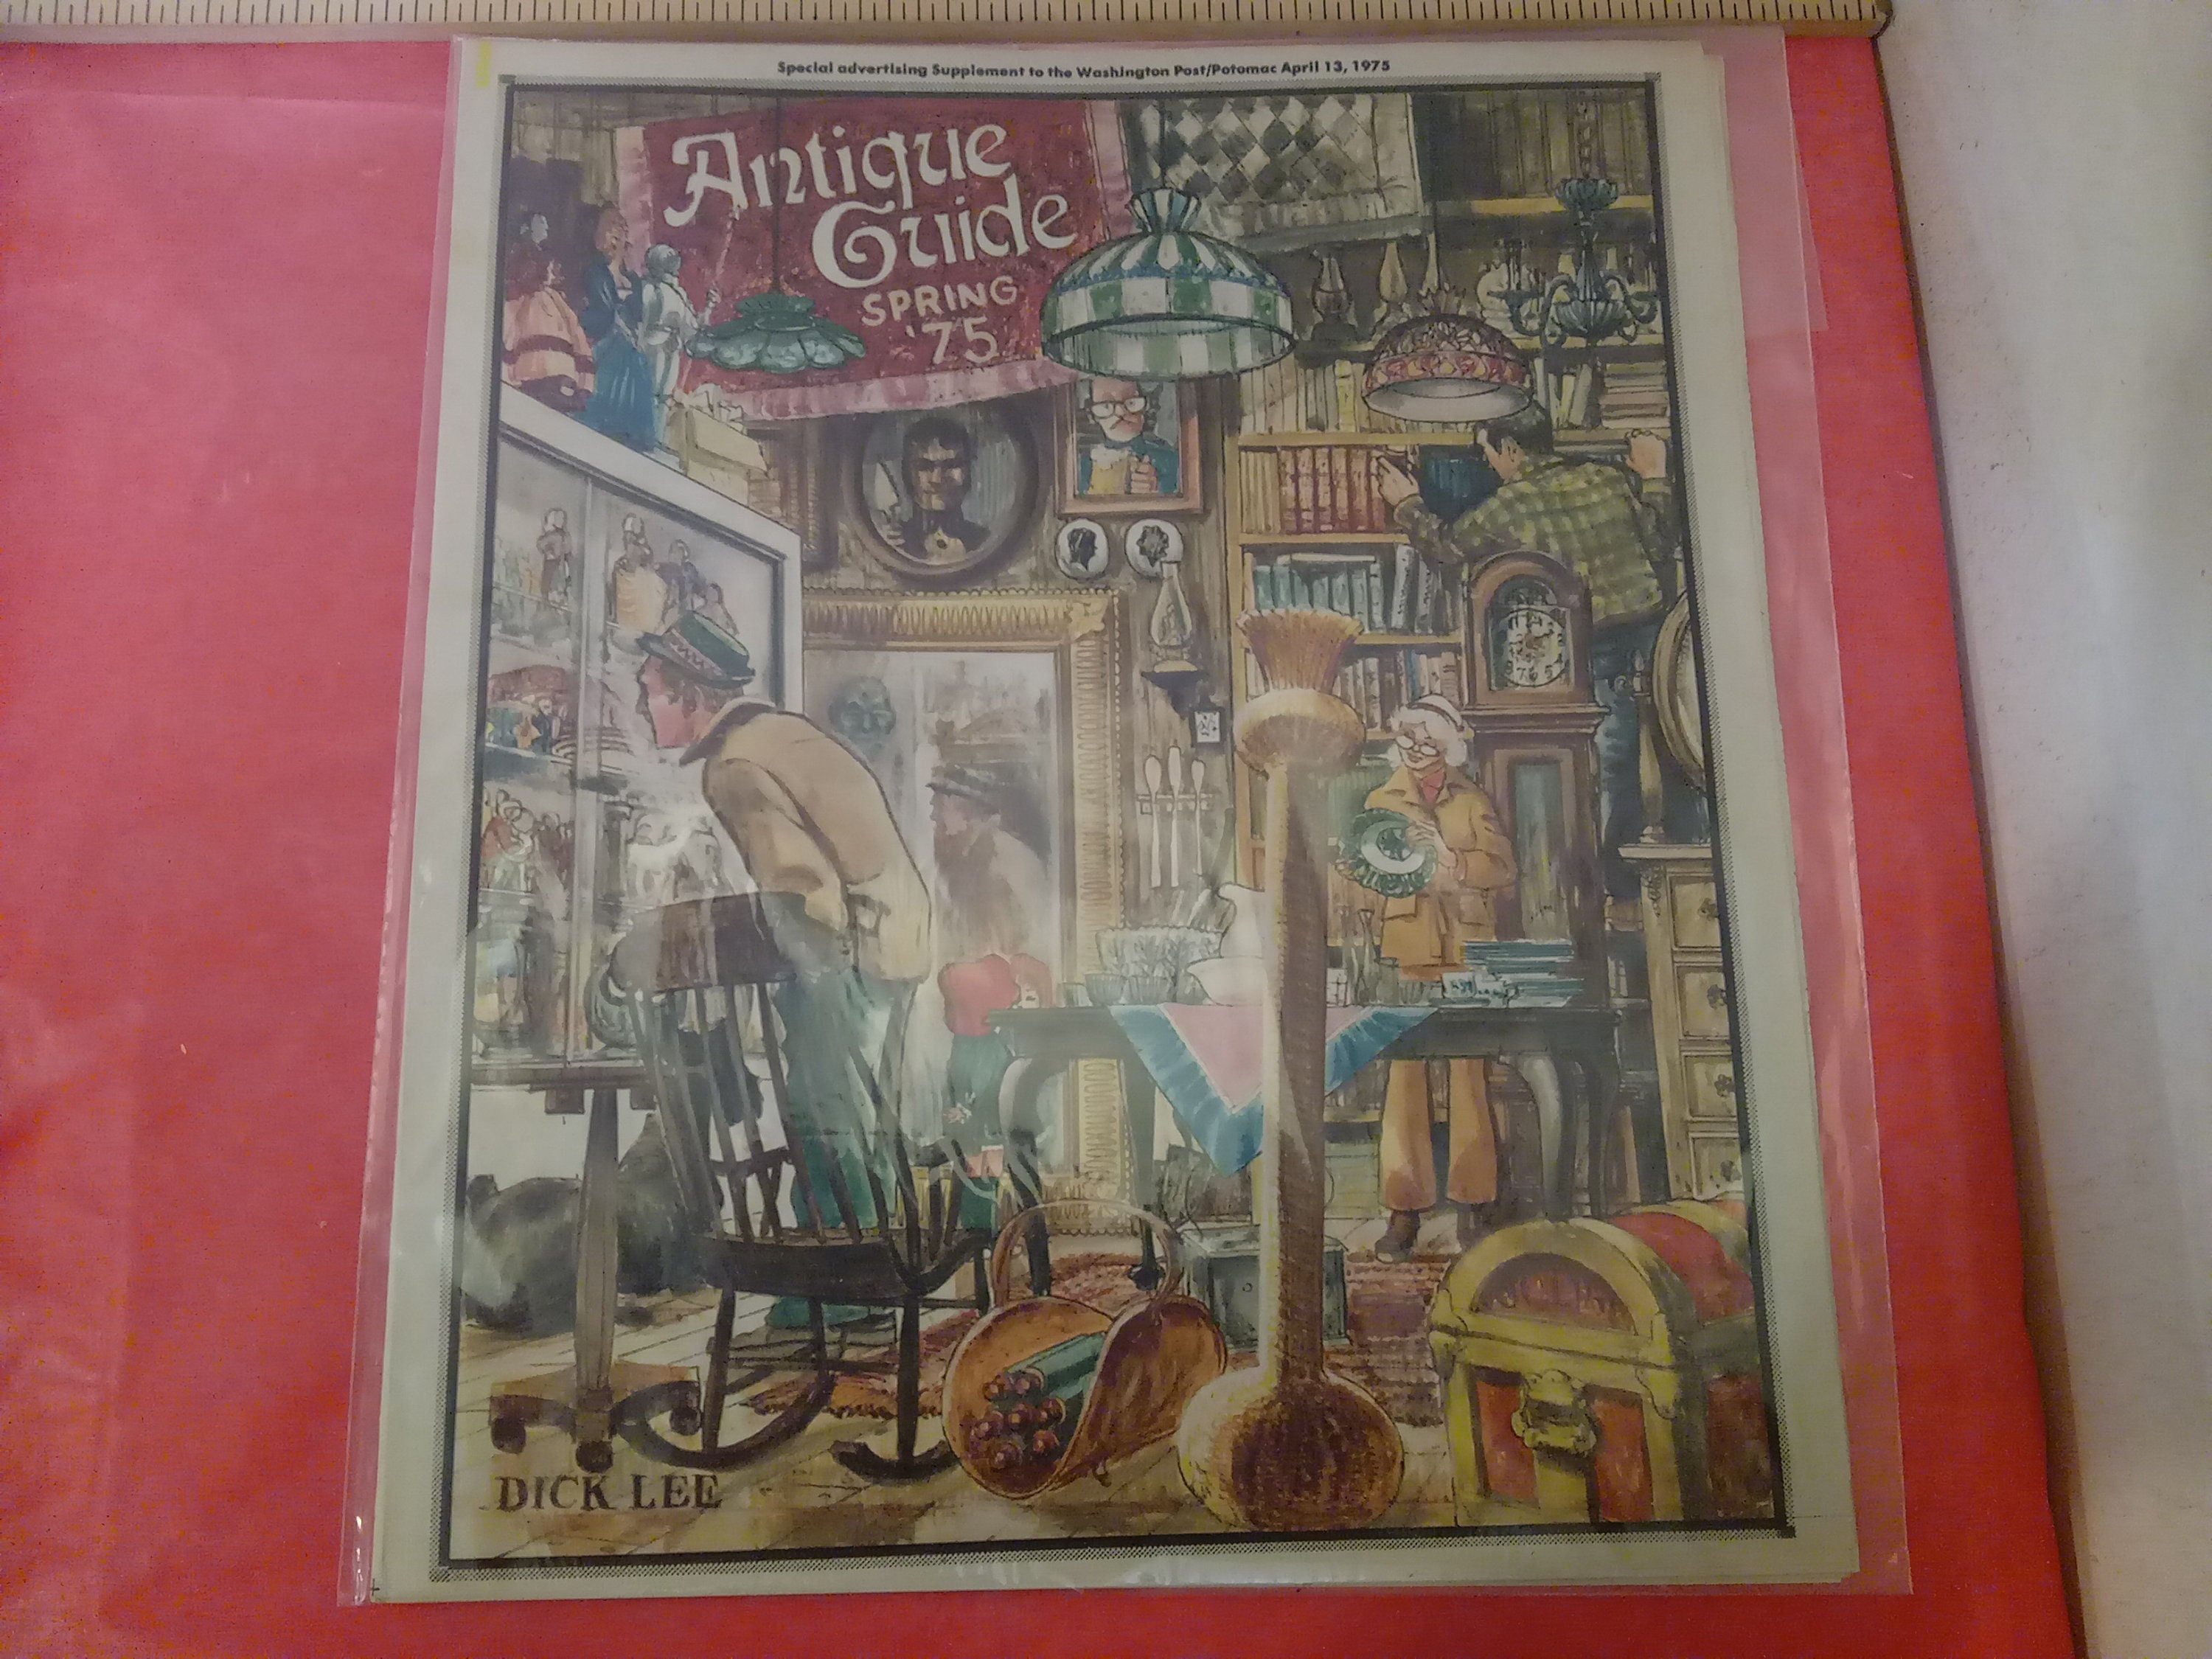 Special advertising Supplement to the Washington Post/Potomac April 13, 1975
Antique
Guide
SPRING
'75
DICK LEE